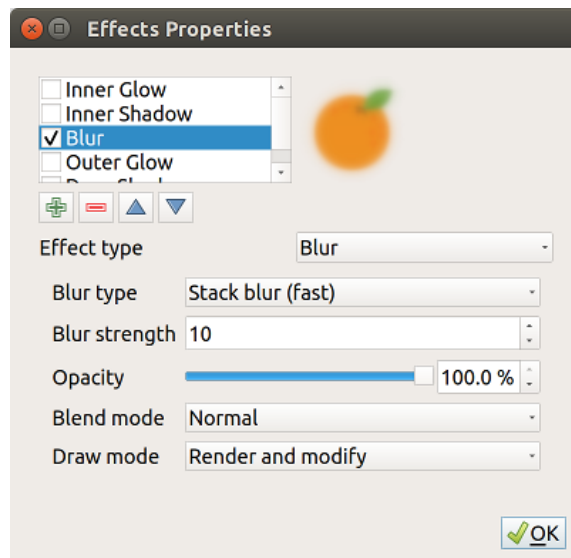 Effects Properties
Inner Glow
Inner Shadow
Blur
Outer Glow
Effect type Blur
Blur type Stack blur (fast)
Blur strength 10
Opacity 100.0 %
Blend mode Normal
Draw mode Render and modify
OK